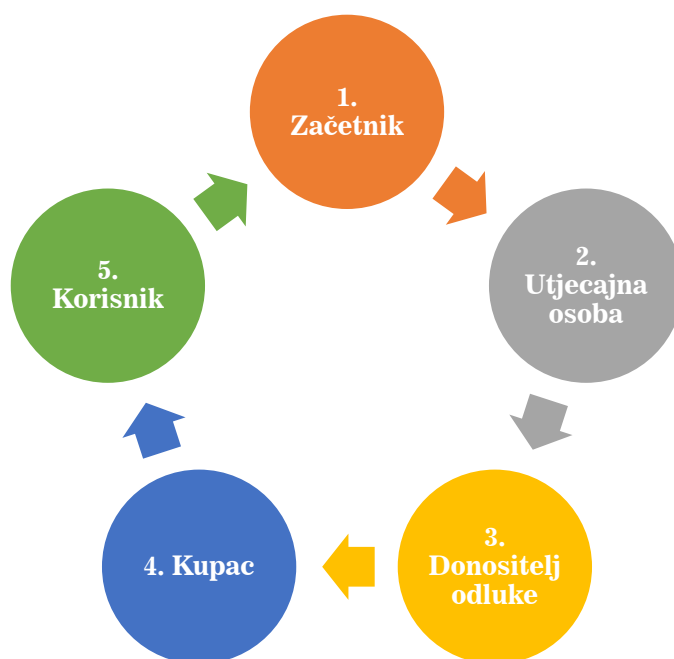 1.
Začetnik
2.
Utjecajna
osoba
3.
Donositelj
odluke
4. Kupac
5.
Korisnik